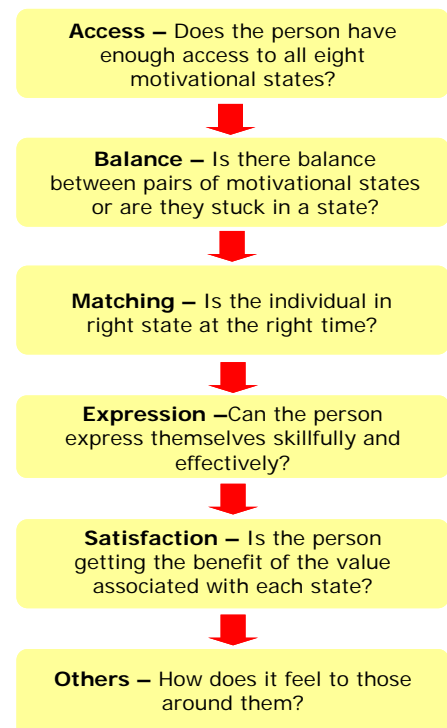 Access – Does the person have
enough access to all eight
motivational states?
Balance – Is there balance
between pairs of motivational states
or are they stuck in a state?
Matching – Is the individual in
right state at the right time?
Expression –Can the person
express themselves skillfully and
effectively?
Satisfaction – Is the person
getting the benefit of the value
associated with each state?
Others – How does it feel to those
around them?